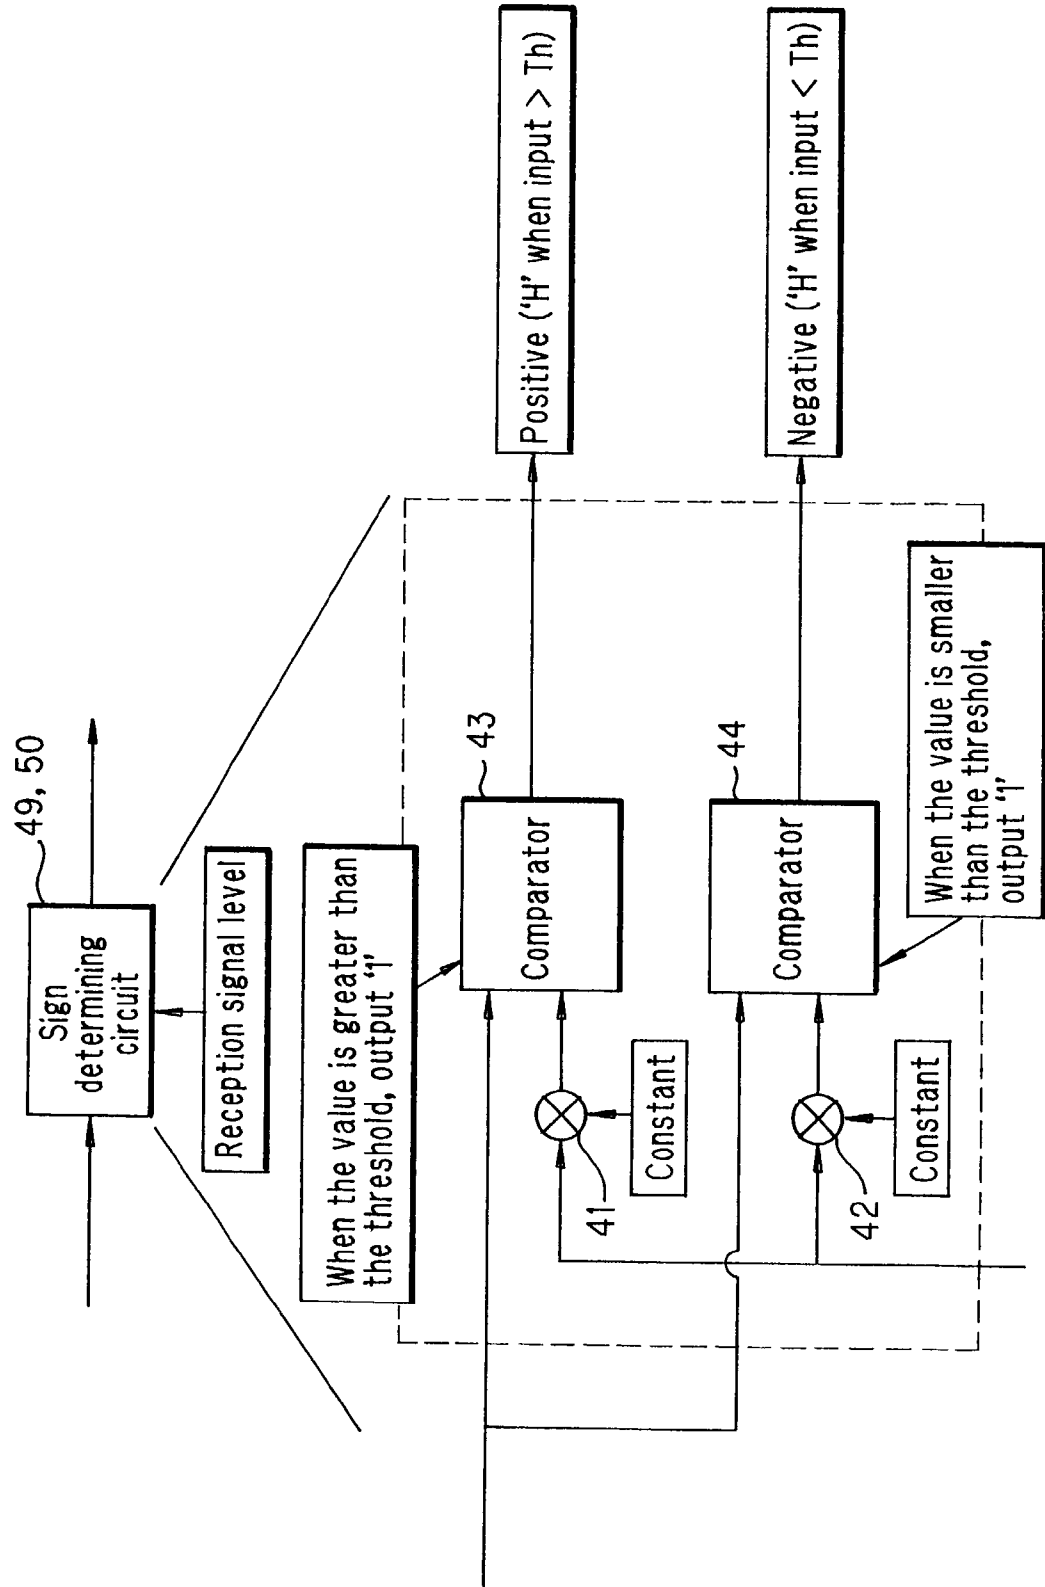 49, 50
Sign
determining
circuit
Reception signal level
When the value is greater than
the threshold, output ‘1’
43
Comparator
Positive (‘H’ when input > Th)
41
Constant
44
Comparator
Negative (‘H’ when input < Th)
42
Constant
When the value is smaller
than the threshold,
output ‘1’